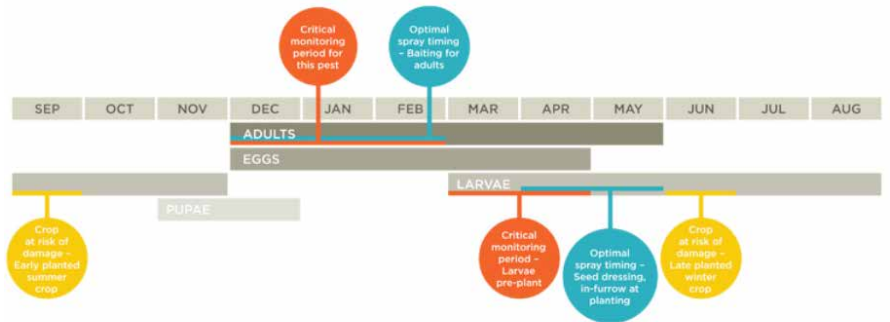 Critical
monitoring
period for
this pest
Optimal
spray timing
– Baiting for
adults
SEP OCT NOV DEC JAN FEB MAR APR MAY JUN JUL AUG
ADULTS
EGGS
LARVAE
PUPAE
Crop
at risk of
damage –
Early planted
summer
crop
Critical
monitoring
period –
Larvae
pre-plant
Optimal
spray timing –
Seed dressing,
in-furrow at
planting
Crop
at risk of
damage –
Late planted
winter
crop